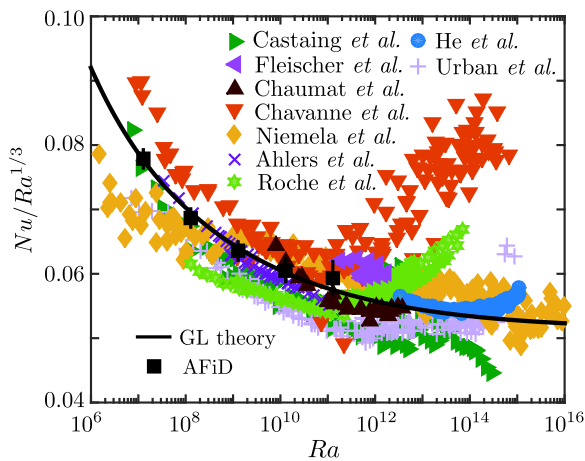 0.10
Castaing et al.
He et al.
Fleischer et al.
Urban et al.
Chaumat et al.
Chavanne et al.
0.08
Niemela et al.
Ahlers et al.
Roche et al.
Nu/Ra^{1/3}
0.06
GL theory
AFiD
0.04
10^6 10^8 10^{10} 10^{12} 10^{14} 10^{16}
Ra